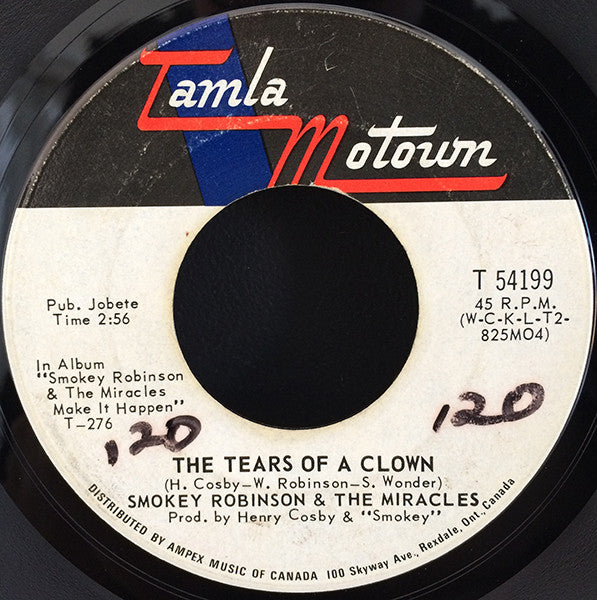 Tamla
Motown
T 54199
45 R.P.M.
(W-C-K-L-T2-
825MO4)
Pub. Jobete
Time 2:56
In Album
"Smokey Robinson
& The Miracles
Make It Happen"
T-276
120
120
THE TEARS OF A CLOWN
(H. Cosby-W. Robinson-S. Wonder)
SMOKEY ROBINSON & THE MIRACLES
Prod. by Henry Cosby & "Smokey"
DISTRIBUTED BY AMPEX MUSIC OF CANADA 100 Skyway Ave., Rexdale, Ont., Canada